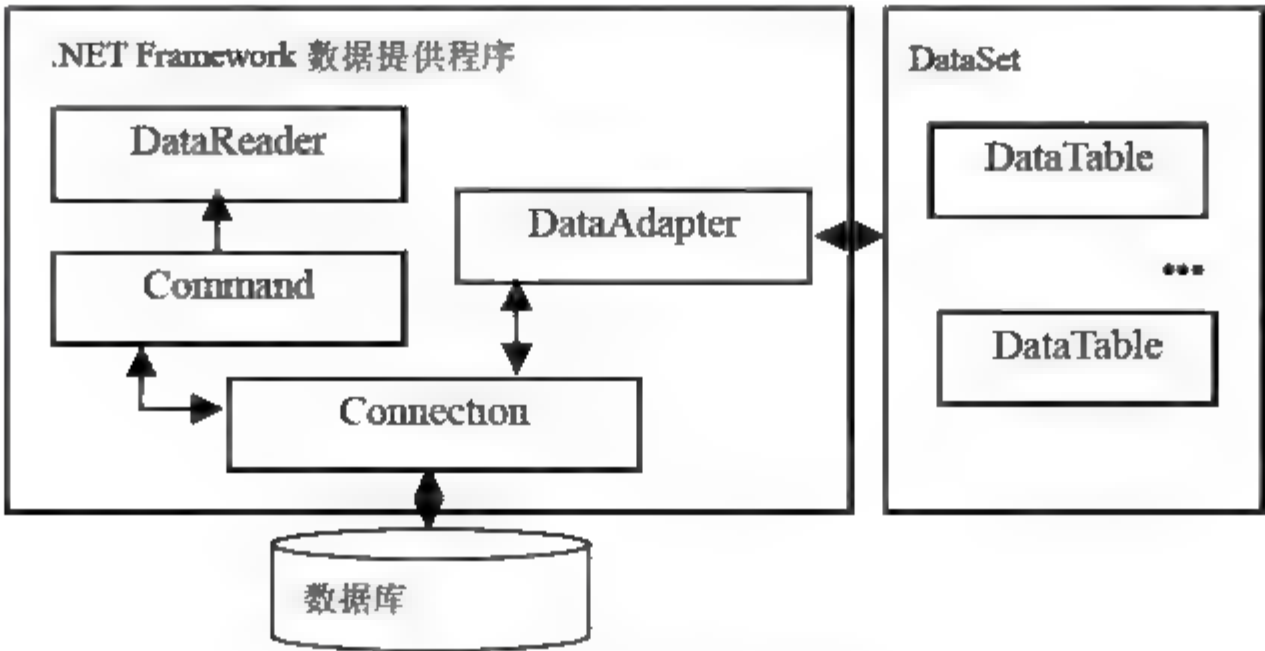 .NET Framework 数据提供程序
DataReader
Command
DataAdapter
Connection
数据库
DataSet
DataTable
...
DataTable